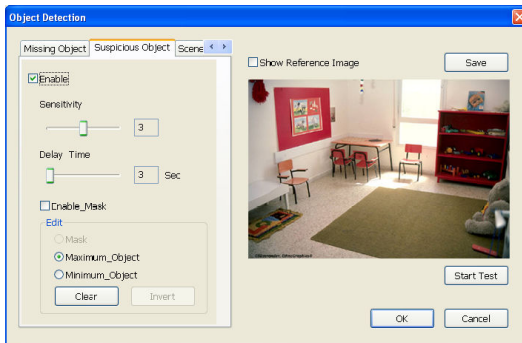 Object Detection
Missing Object
Suspicious Object
Scene
Enable
Sensitivity
3
Delay Time
3
Sec
Enable_Mask
Edit
Mask
Maximum_Object
Minimum_Object
Clear
Invert
Show Reference Image
Save
Start Test
OK
Cancel